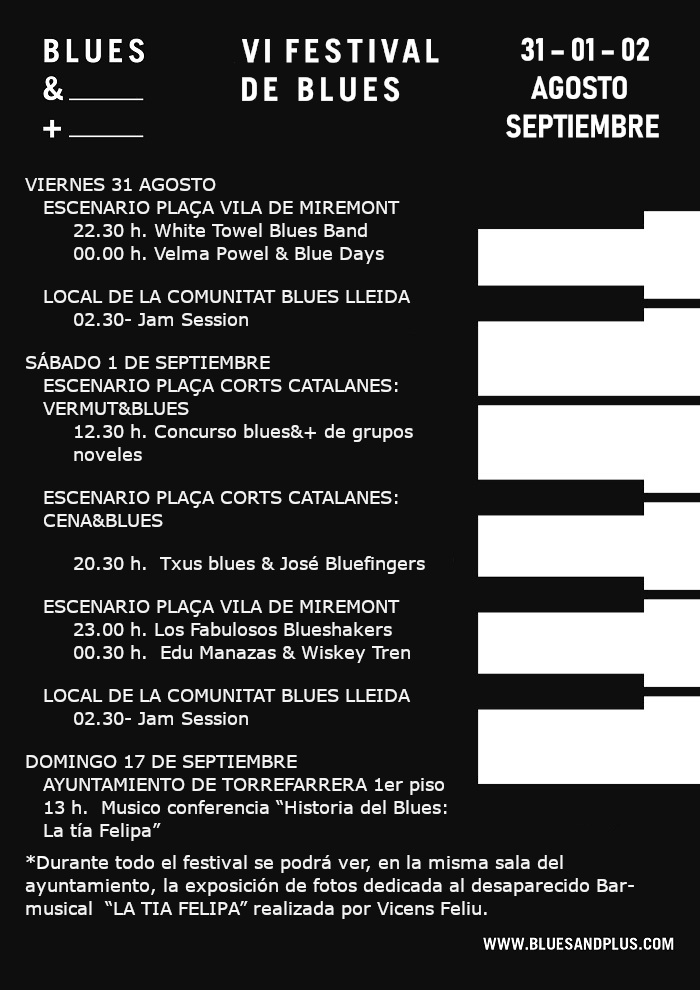 BLUES
& _____
+ _____
VI FESTIVAL
DE BLUES
31 – 01 – 02
AGOSTO
SEPTIEMBRE
VIERNES 31 AGOSTO
ESCENARIO PLAÇA VILA DE MIREMONT
22.30 h. White Towel Blues Band
00.00 h. Velma Powel & Blue Days
LOCAL DE LA COMUNITAT BLUES LLEIDA
02.30- Jam Session
SÁBADO 1 DE SEPTIEMBRE
ESCENARIO PLAÇA CORTS CATALANES:
VERMUT&BLUES
12.30 h. Concurso blues&+ de grupos
noveles
ESCENARIO PLAÇA CORTS CATALANES:
CENA&BLUES
20.30 h. Txus blues & José Bluefingers
ESCENARIO PLAÇA VILA DE MIREMONT
23.00 h. Los Fabulosos Blueshakers
00.30 h. Edu Manazas & Wiskey Tren
LOCAL DE LA COMUNITAT BLUES LLEIDA
02.30- Jam Session
DOMINGO 17 DE SEPTIEMBRE
AYUNTAMIENTO DE TORREFARRERA 1er piso
13 h. Musico conferencia “Historia del Blues:
La tía Felipa”
*Durante todo el festival se podrá ver, en la misma sala del
ayuntamiento, la exposición de fotos dedicada al desaparecido Bar-
musical “LA TIA FELIPA” realizada por Vicens Feliu.
WWW.BLUESANDPLUS.COM